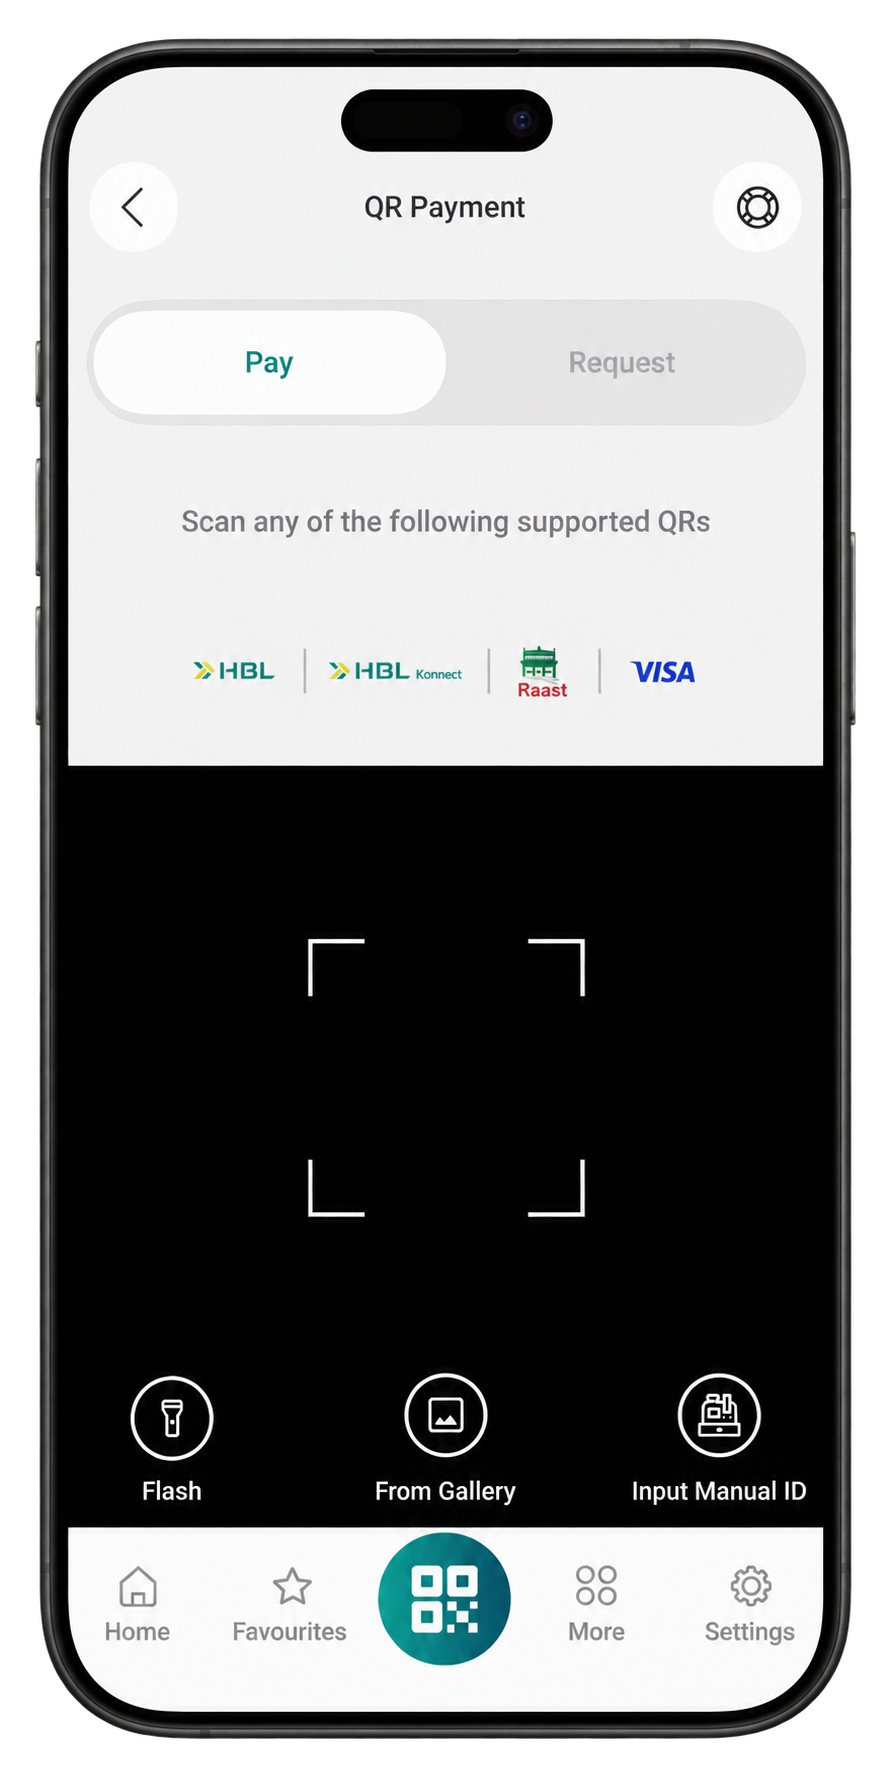 QR Payment
Pay Request
Scan any of the following supported QRs
HBL HBL Konnect Raast VISA
Flash From Gallery Input Manual ID
Home Favourites More Settings